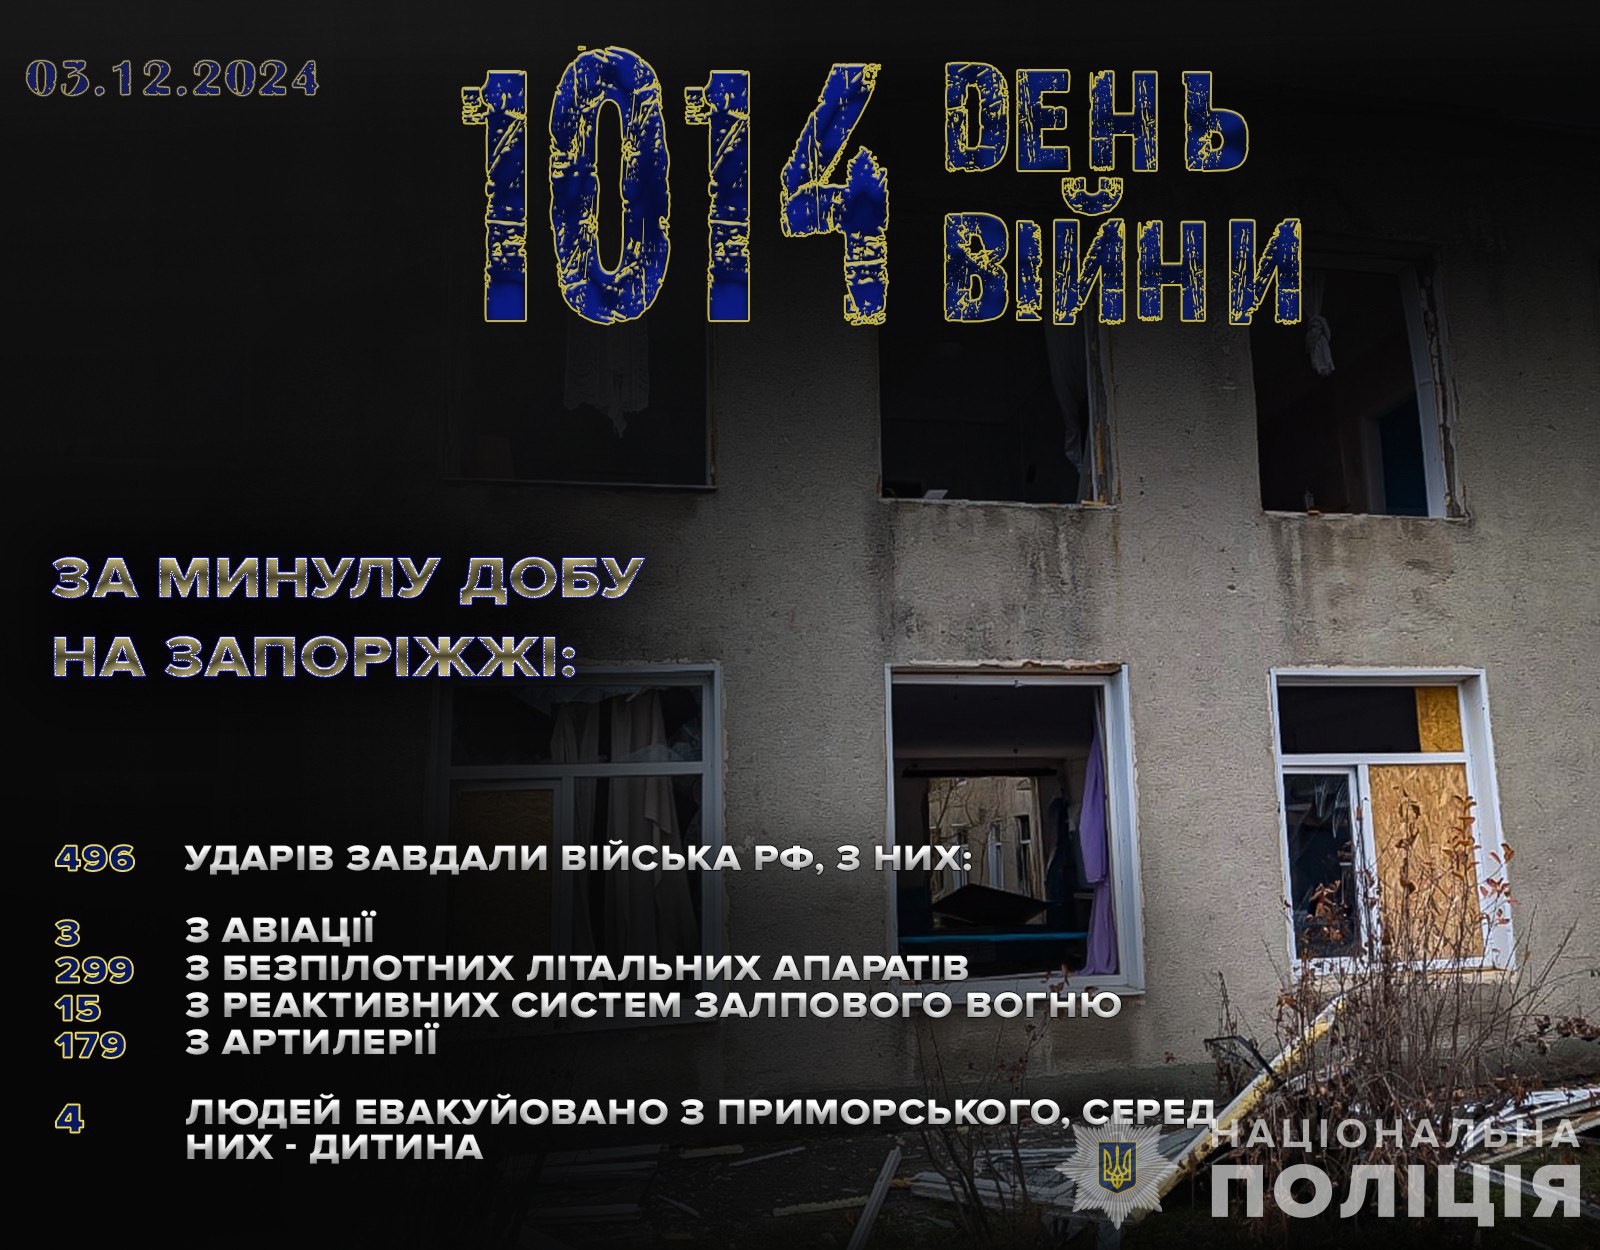 03.12.2024
1014 ДЕНЬ
ВІЙНИ
ЗА МИНУЛУ ДОБУ
НА ЗАПОРІЖЖІ:
496 УДАРІВ ЗАВДАЛИ ВІЙСЬКА РФ, З НИХ:
3 З АВІАЦІЇ
299 З БЕЗПІЛОТНИХ ЛІТАЛЬНИХ АПАРАТІВ
15 З РЕАКТИВНИХ СИСТЕМ ЗАЛПОВОГО ВОГНЮ
179 З АРТИЛЕРІЇ
4 ЛЮДЕЙ ЕВАКУЙОВАНО З ПРИМОРСЬКОГО, СЕРЕД
НИХ - ДИТИНА
НАЦІОНАЛЬНА
ПОЛІЦІЯ